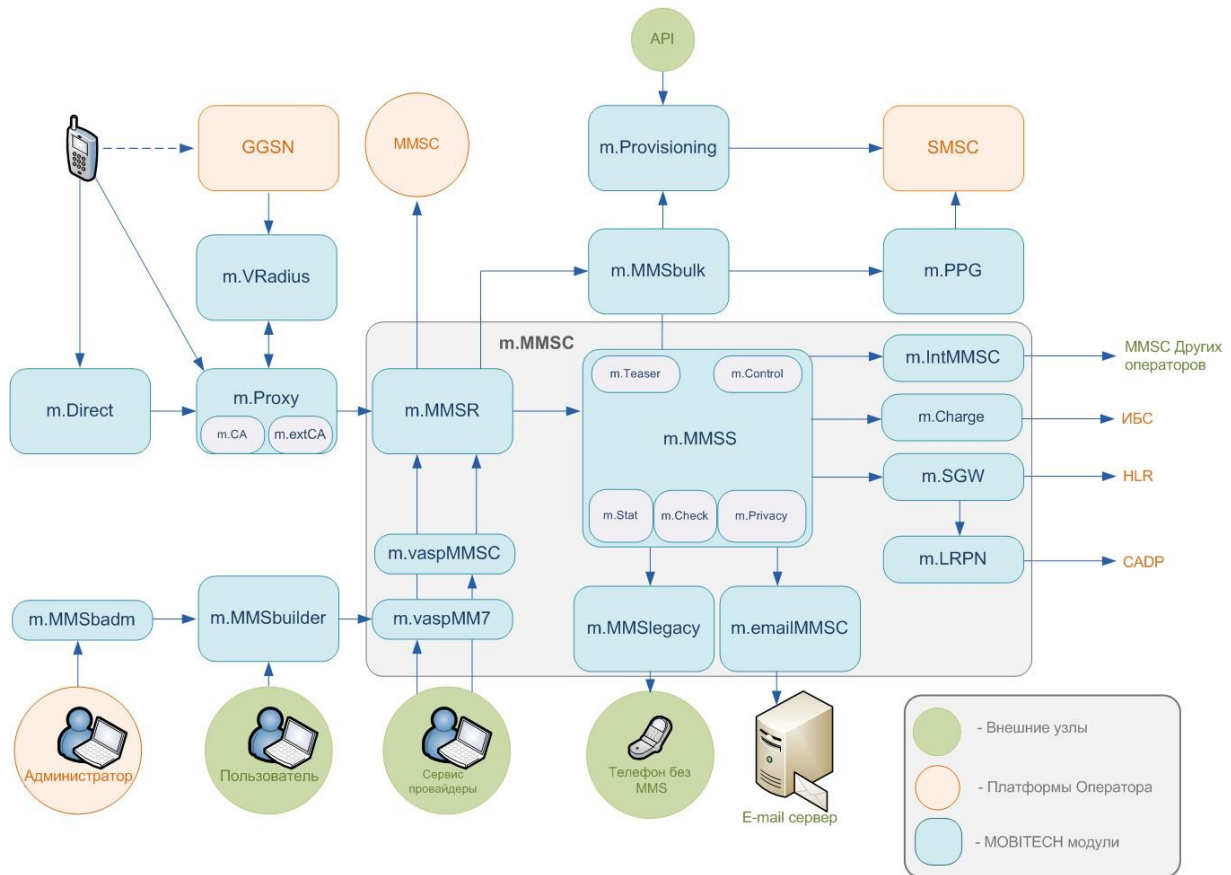 API
GGSN
MMSC
m.Provisioning
SMSC
m.VRadius
m.MMSbulk
m.PPG
m.MMSC
m.Direct
m.Proxy
m.CA
m.extCA
m.MMSR
m.Teaser
m.Control
m.MMSS
m.Stat
m.Check
m.Privacy
m.IntMMSC
MMSC Других
операторов
m.Charge
ИБС
m.SGW
HLR
m.LRPN
CADP
m.vaspMMSC
m.MMSbadm
m.MMSbuilder
m.vaspMM7
m.MMSlegacy
m.emailMMSC
Администратор
Пользователь
Сервис
провайдеры
Телефон без
MMS
E-mail сервер
- Внешние узлы
- Платформы Оператора
- MOBITECH модули